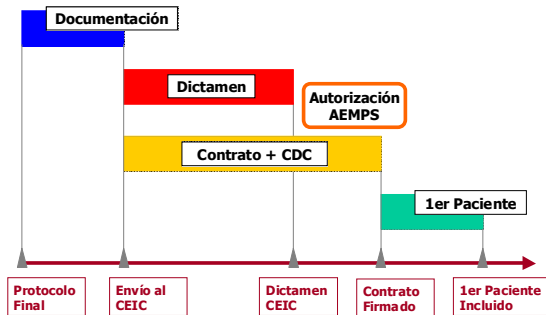 Documentación
Dictamen
Autorización
AEMPS
Contrato + CDC
1er Paciente
Protocolo
Final
Envío al
CEIC
Dictamen
CEIC
Contrato
Firmado
1er Paciente
Incluido